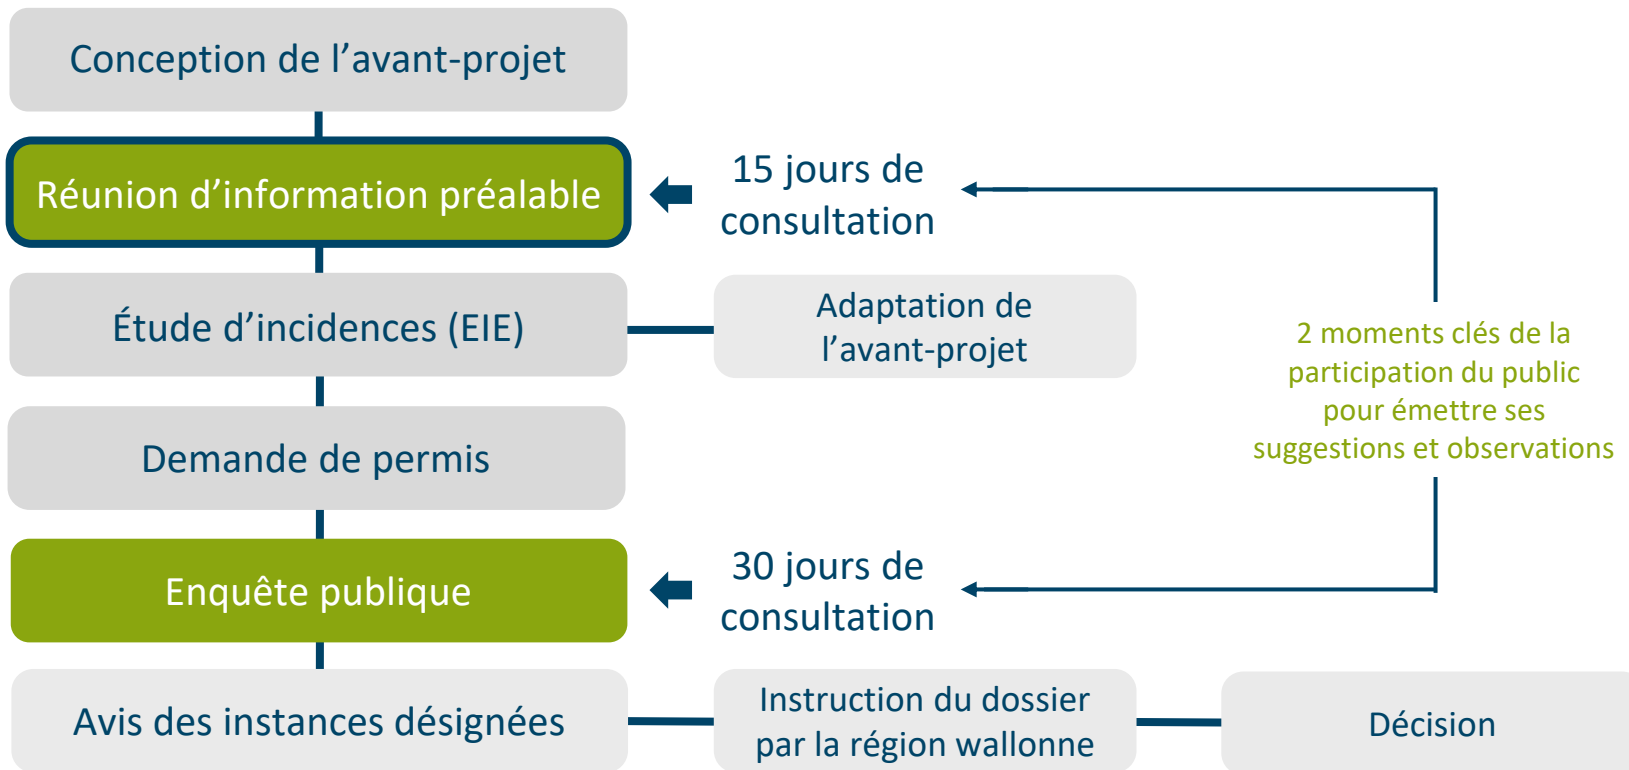 Conception de l’avant-projet
Réunion d’information préalable
15 jours de
consultation
Étude d’incidences (EIE)
Adaptation de
l’avant-projet
2 moments clés de la
participation du public
pour émettre ses
suggestions et observations
Demande de permis
Enquête publique
30 jours de
consultation
Avis des instances désignées
Instruction du dossier
par la région wallonne
Décision